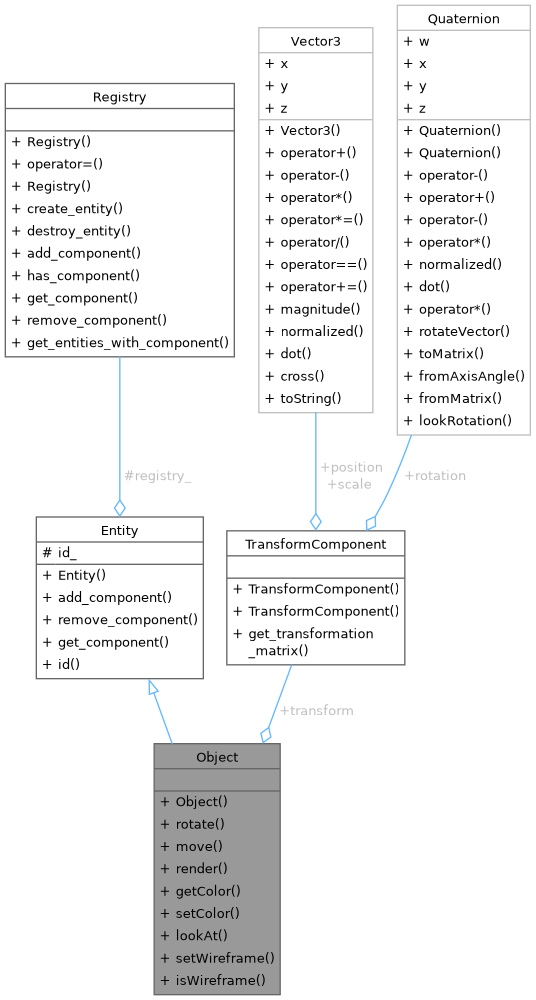 Quaternion
+ w
+ x
+ y
+ z
+ Quaternion()
+ Quaternion()
+ operator-()
+ operator+()
+ operator-()
+ operator*()
+ normalized()
+ dot()
+ operator*()
+ rotateVector()
+ toMatrix()
+ fromAxisAngle()
+ fromMatrix()
+ lookRotation()
Vector3
+ x
+ y
+ z
+ Vector3()
+ operator+()
+ operator-()
+ operator*()
+ operator*=()
+ operator/()
+ operator==()
+ operator+=()
+ magnitude()
+ normalized()
+ dot()
+ cross()
+ toString()
Registry
+ Registry()
+ operator=()
+ Registry()
+ create_entity()
+ destroy_entity()
+ add_component()
+ has_component()
+ get_component()
+ remove_component()
+ get_entities_with_component()
#registry_
+position
+scale
+rotation
Entity
# id_
+ Entity()
+ add_component()
+ remove_component()
+ get_component()
+ id()
TransformComponent
+ TransformComponent()
+ TransformComponent()
+ get_transformation
_matrix()
+transform
Object
+ Object()
+ rotate()
+ move()
+ render()
+ getColor()
+ setColor()
+ lookAt()
+ setWireframe()
+ isWireframe()